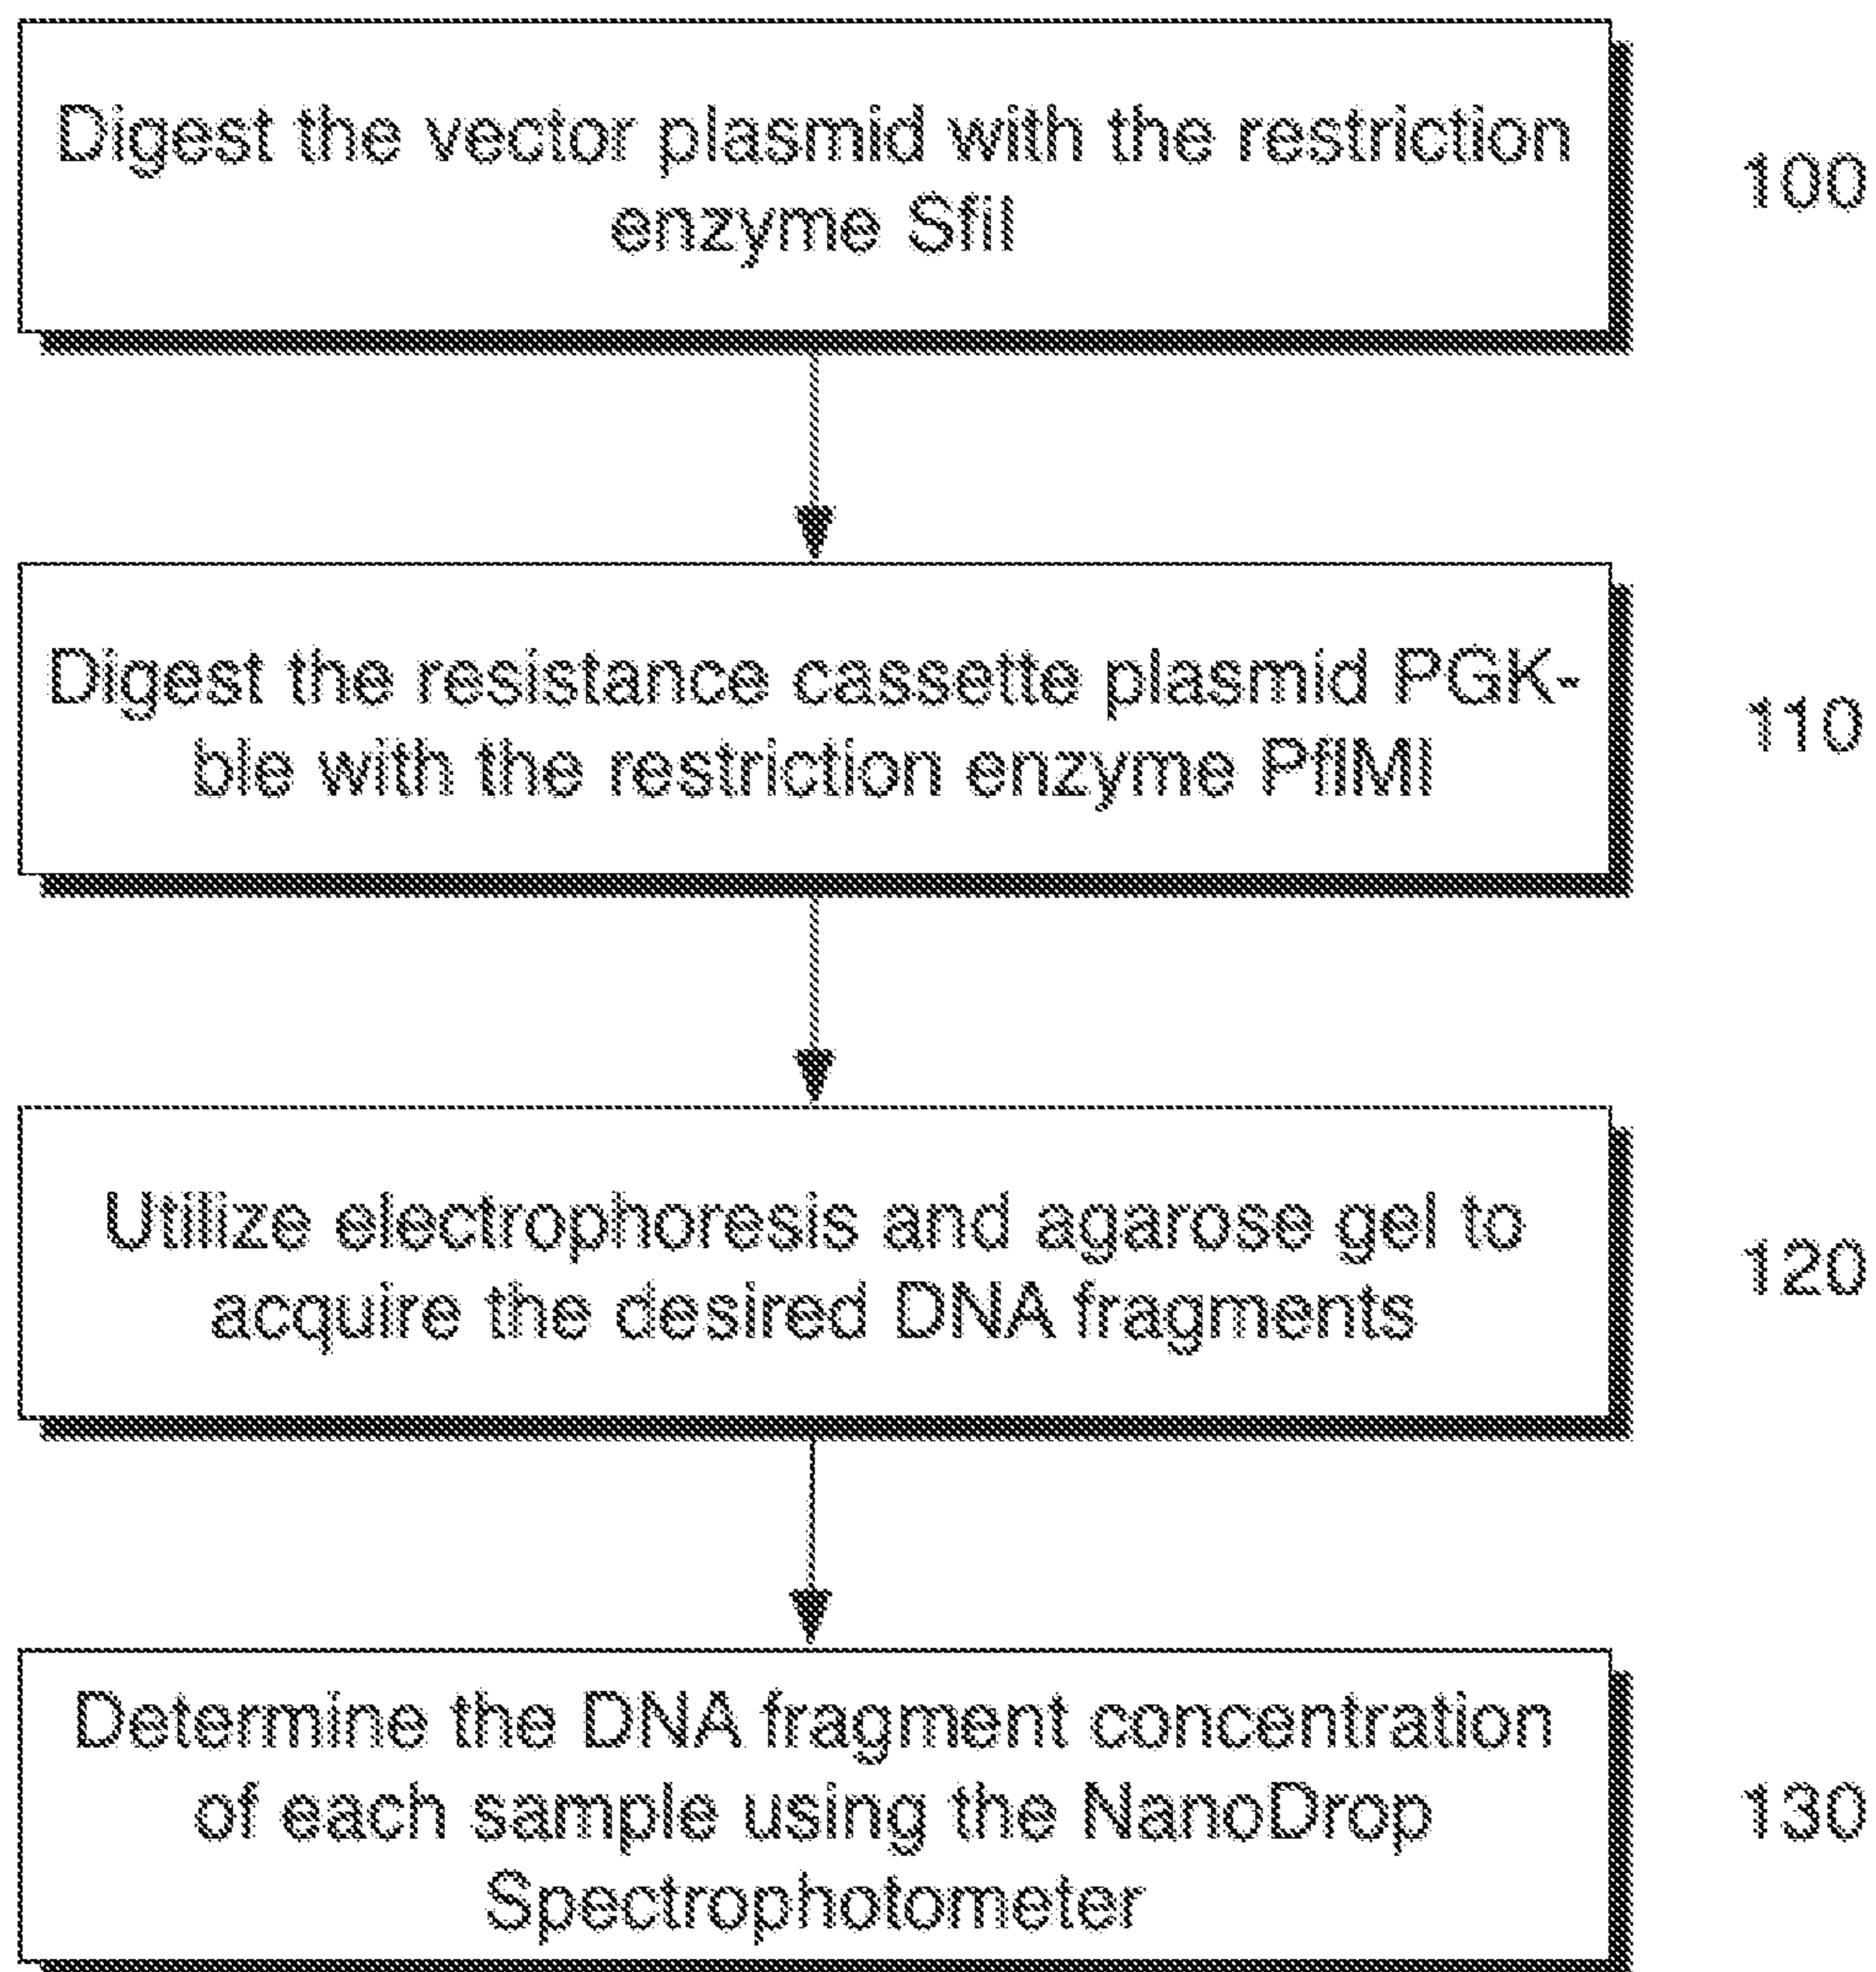 Digest the vector plasmid with the restriction
enzyme SfiI
100
Digest the resistance cassette plasmid PGK-
ble with the restriction enzyme PflMI
110
Utilize electrophoresis and agarose gel to
acquire the desired DNA fragments
120
Determine the DNA fragment concentration
of each sample using the NanoDrop
Spectrophotometer
130